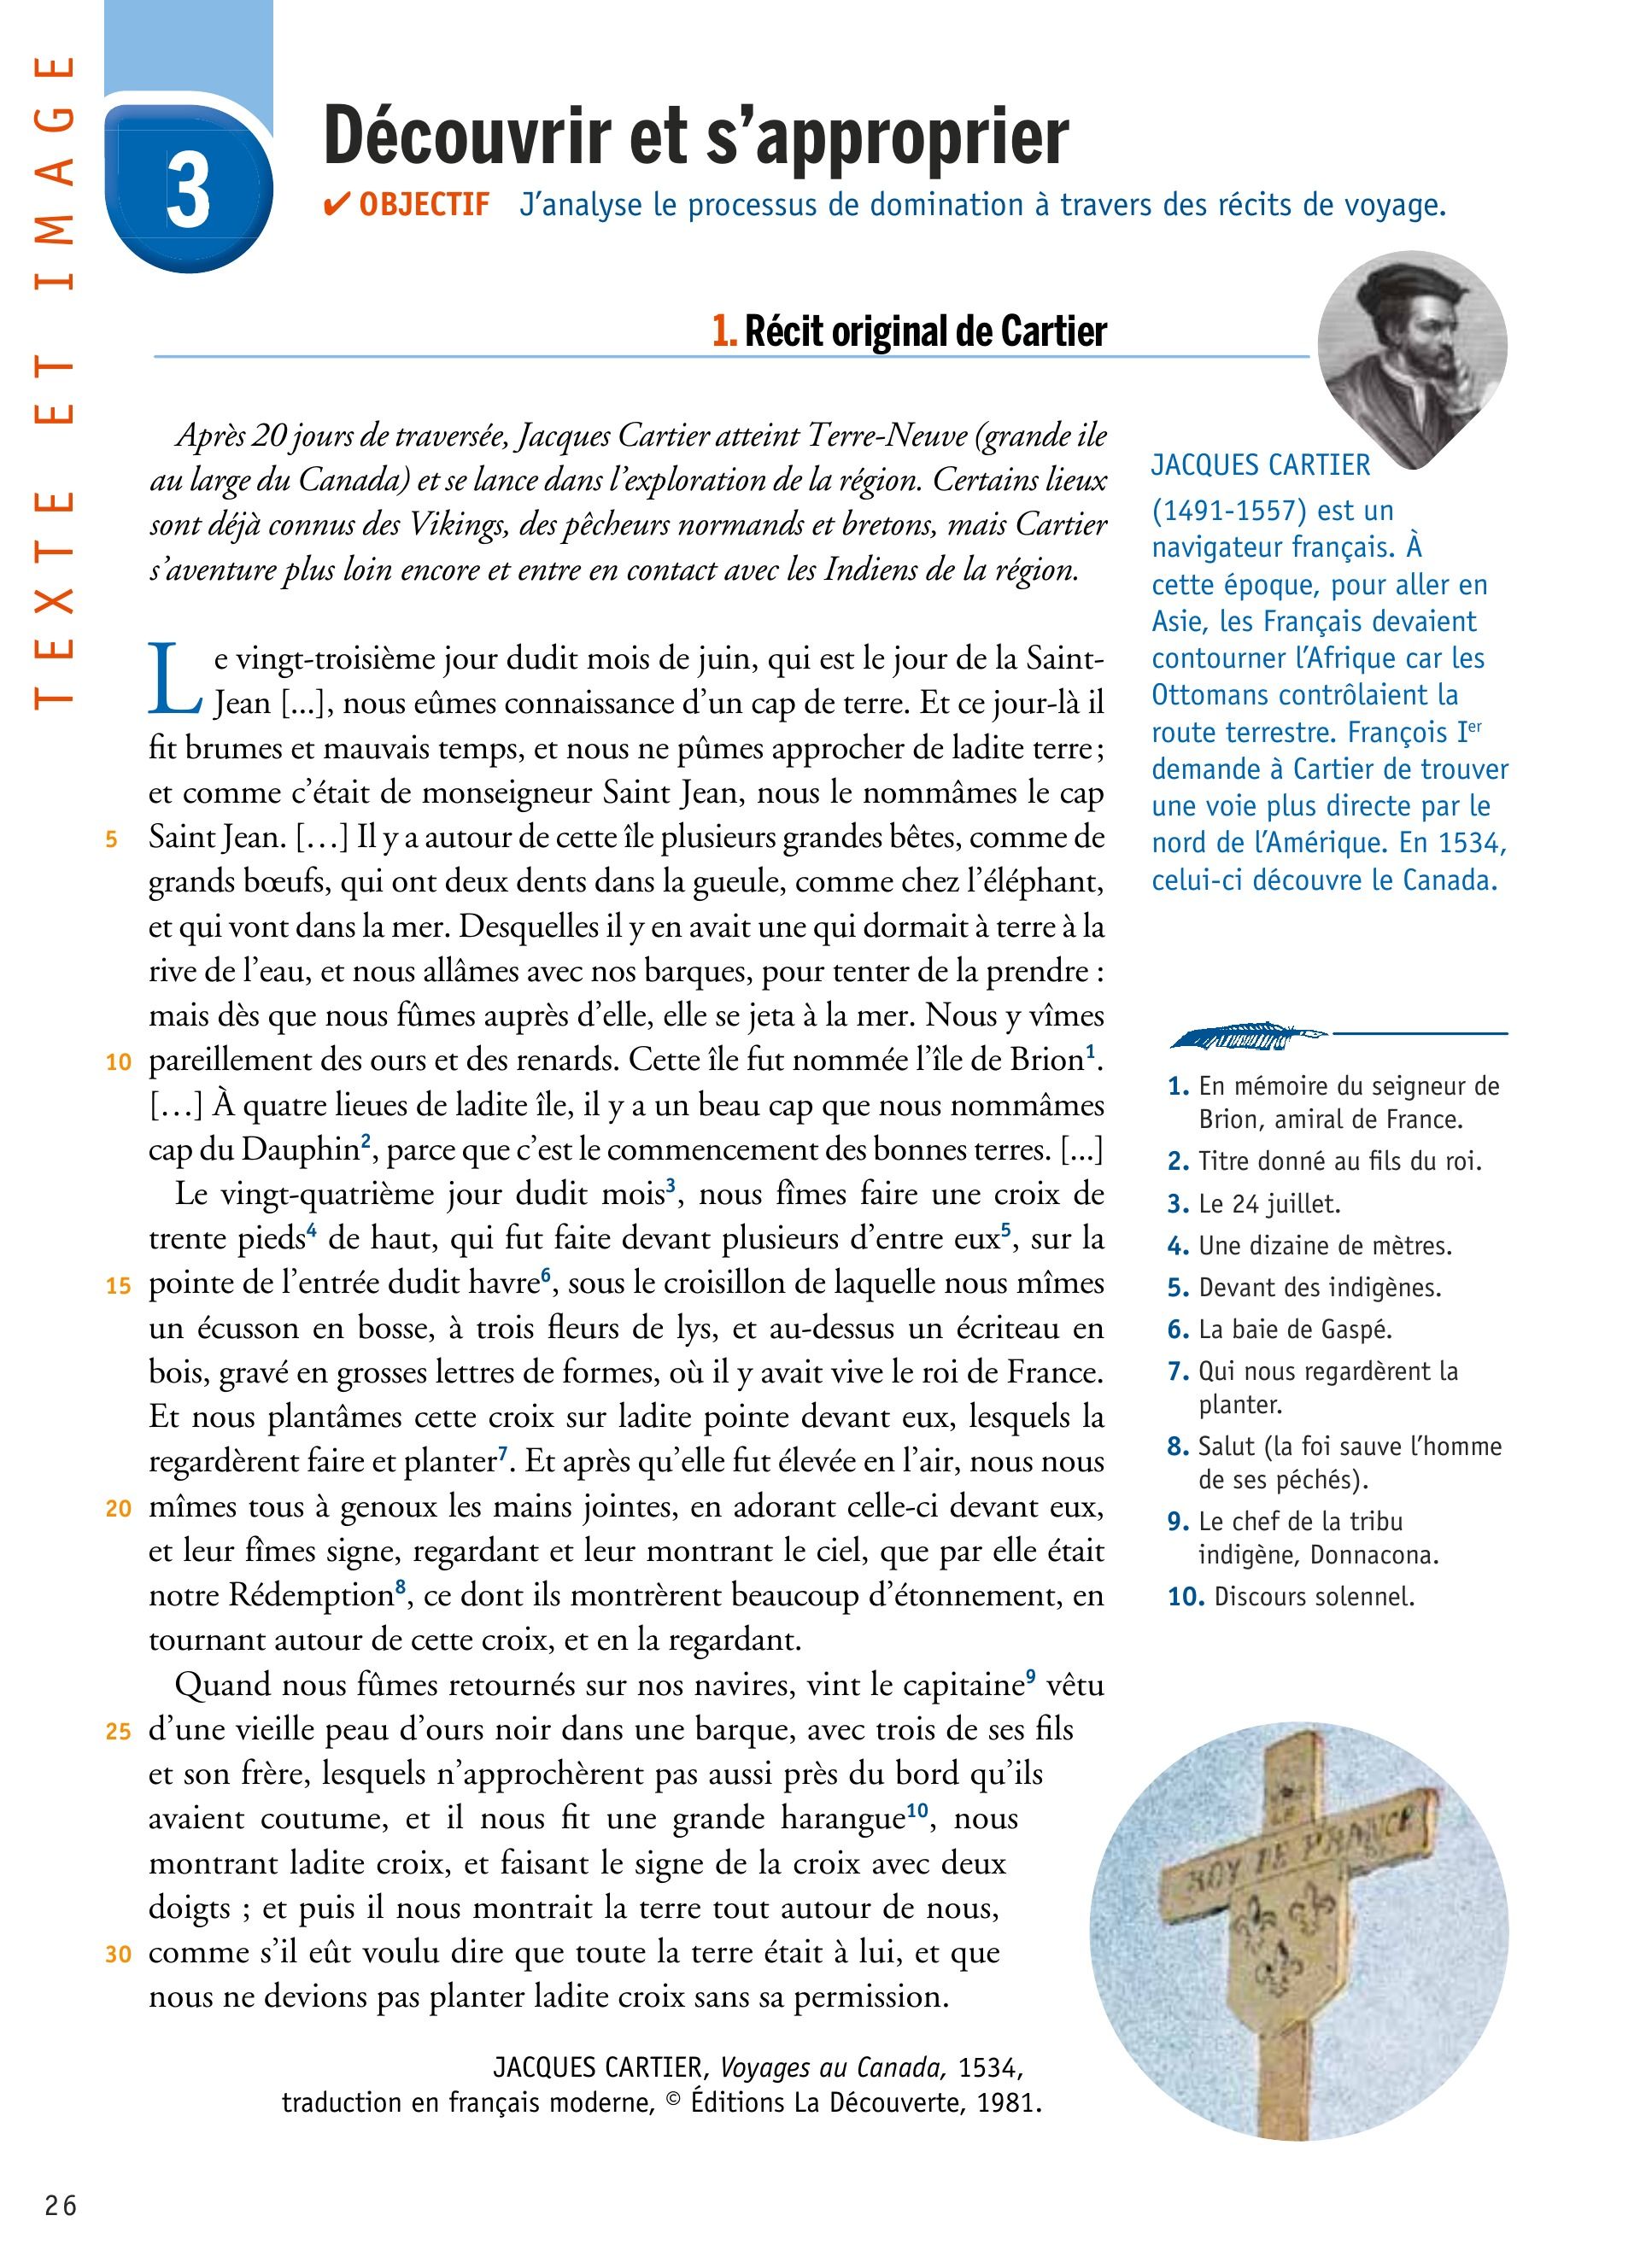 TEXTE ET IMAGE
3
Découvrir et s’approprier
✔ OBJECTIF J’analyse le processus de domination à travers des récits de voyage.
1. Récit original de Cartier
Après 20 jours de traversée, Jacques Cartier atteint Terre-Neuve (grande ile
au large du Canada) et se lance dans l’exploration de la région. Certains lieux
sont déjà connus des Vikings, des pêcheurs normands et bretons, mais Cartier
s’aventure plus loin encore et entre en contact avec les Indiens de la région.
Le vingt-troisième jour dudit mois de juin, qui est le jour de la Saint-
Jean [...], nous eûmes connaissance d’un cap de terre. Et ce jour-là il
fit brumes et mauvais temps, et nous ne pûmes approcher de ladite terre ;
et comme c’était de monseigneur Saint Jean, nous le nommâmes le cap
5 Saint Jean. […] Il y a autour de cette île plusieurs grandes bêtes, comme de
grands bœufs, qui ont deux dents dans la gueule, comme chez l’éléphant,
et qui vont dans la mer. Desquelles il y en avait une qui dormait à terre à la
rive de l’eau, et nous allâmes avec nos barques, pour tenter de la prendre :
mais dès que nous fûmes auprès d’elle, elle se jeta à la mer. Nous y vîmes
10 pareillement des ours et des renards. Cette île fut nommée l’île de Brion1.
[…] À quatre lieues de ladite île, il y a un beau cap que nous nommâmes
cap du Dauphin2, parce que c’est le commencement des bonnes terres. [...]
Le vingt-quatrième jour dudit mois3, nous fîmes faire une croix de
trente pieds4 de haut, qui fut faite devant plusieurs d’entre eux5, sur la
15 pointe de l’entrée dudit havre6, sous le croisillon de laquelle nous mîmes
un écusson en bosse, à trois fleurs de lys, et au-dessus un écriteau en
bois, gravé en grosses lettres de formes, où il y avait vive le roi de France.
Et nous plantâmes cette croix sur ladite pointe devant eux, lesquels la
regardèrent faire et planter7. Et après qu’elle fut élevée en l’air, nous nous
20 mîmes tous à genoux les mains jointes, en adorant celle-ci devant eux,
et leur fîmes signe, regardant et leur montrant le ciel, que par elle était
notre Rédemption8, ce dont ils montrèrent beaucoup d’étonnement, en
tournant autour de cette croix, et en la regardant.
Quand nous fûmes retournés sur nos navires, vint le capitaine9 vêtu
25 d’une vieille peau d’ours noir dans une barque, avec trois de ses fils
et son frère, lesquels n’approchèrent pas aussi près du bord qu’ils
avaient coutume, et il nous fit une grande harangue10, nous
montrant ladite croix, et faisant le signe de la croix avec deux
doigts ; et puis il nous montrait la terre tout autour de nous,
30 comme s’il eût voulu dire que toute la terre était à lui, et que
nous ne devions pas planter ladite croix sans sa permission.
JACQUES CARTIER, Voyages au Canada, 1534,
traduction en français moderne, © Éditions La Découverte, 1981.
JACQUES CARTIER
(1491-1557) est un
navigateur français. À
cette époque, pour aller en
Asie, les Français devaient
contourner l’Afrique car les
Ottomans contrôlaient la
route terrestre. François Ier
demande à Cartier de trouver
une voie plus directe par le
nord de l’Amérique. En 1534,
celui-ci découvre le Canada.
1. En mémoire du seigneur de
Brion, amiral de France.
2. Titre donné au fils du roi.
3. Le 24 juillet.
4. Une dizaine de mètres.
5. Devant des indigènes.
6. La baie de Gaspé.
7. Qui nous regardèrent la
planter.
8. Salut (la foi sauve l’homme
de ses péchés).
9. Le chef de la tribu
indigène, Donnacona.
10. Discours solennel.
ROY DE FRANCE
26